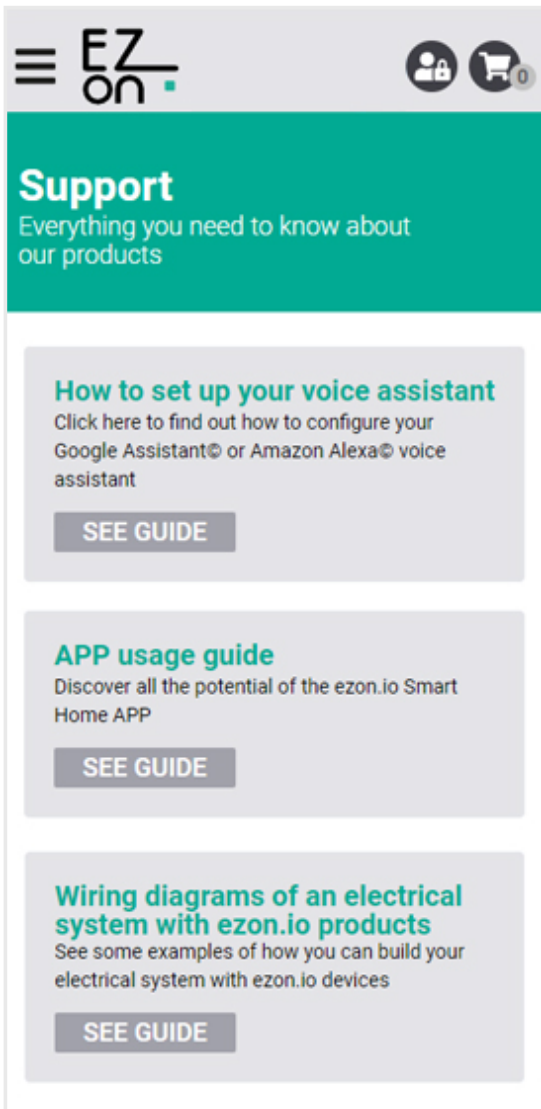 EZ
on
0
Support
Everything you need to know about
our products
How to set up your voice assistant
Click here to find out how to configure your
Google Assistant© or Amazon Alexa© voice
assistant
SEE GUIDE
APP usage guide
Discover all the potential of the ezon.io Smart
Home APP
SEE GUIDE
Wiring diagrams of an electrical
system with ezon.io products
See some examples of how you can build your
electrical system with ezon.io devices
SEE GUIDE